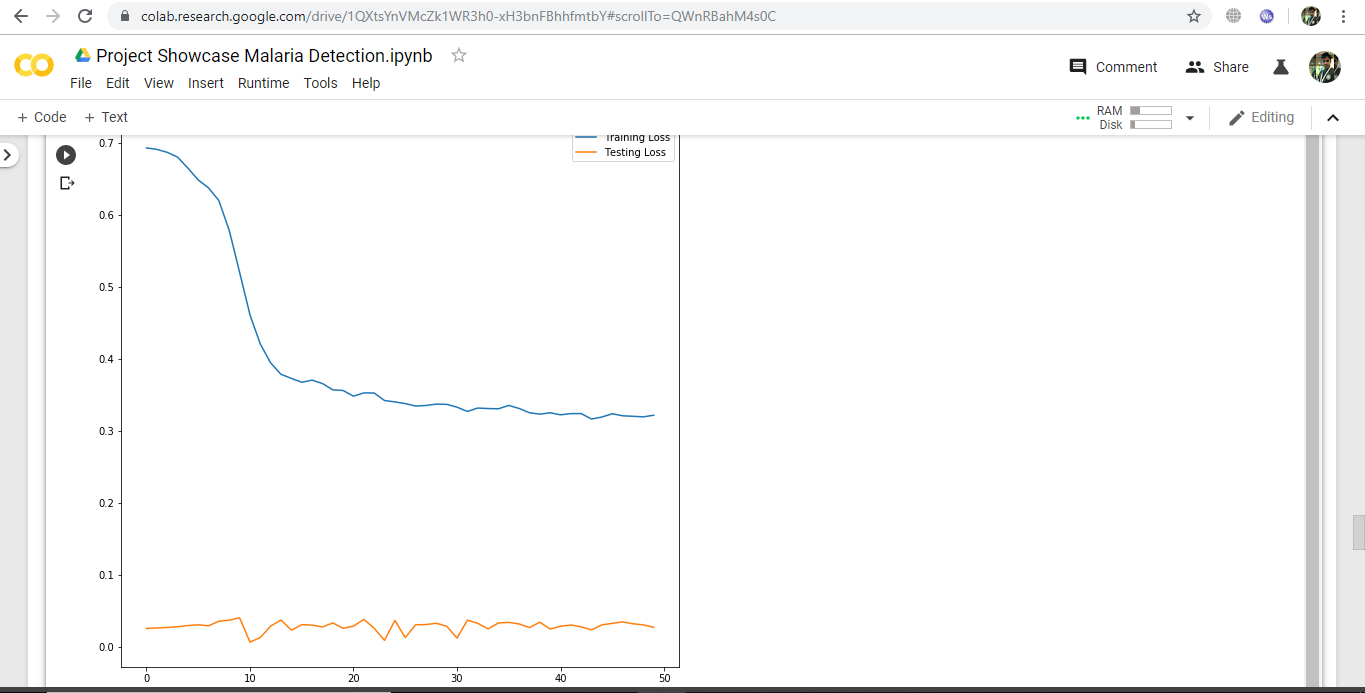 colab.research.google.com/drive/1QXtsYnVMcZk1WR3h0-xH3bnFBhhfmtbY#scrollTo=QWnRBahM4s0C
Project Showcase Malaria Detection.ipynb
Comment
Share
File Edit View Insert Runtime Tools Help
+ Code + Text
RAM
Disk
Editing
Training Loss
Testing Loss
0.7
0.6
0.5
0.4
0.3
0.2
0.1
0.0
0 10 20 30 40 50